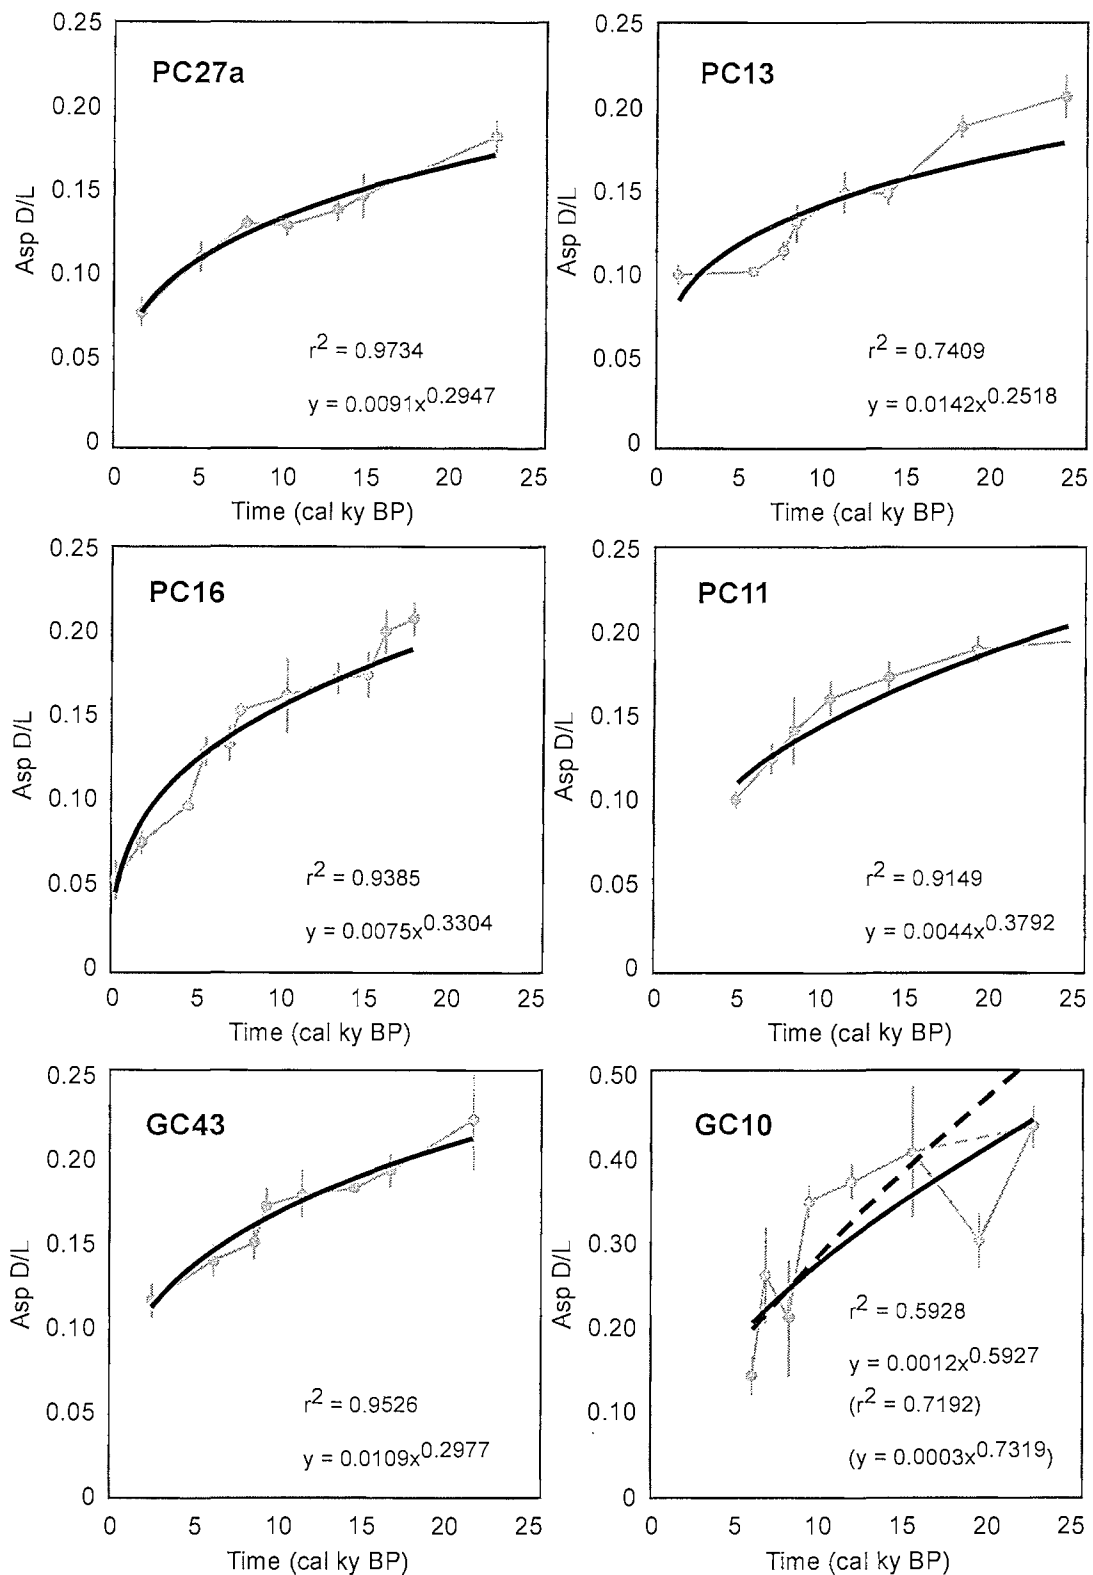 PC27a
0.25
0.20
0.15
0.10
0.05
0
Asp D/L
r2 = 0.9734
y = 0.0091x0.2947
0 5 10 15 20 25
Time (cal ky BP)
PC13
0.25
0.20
0.15
0.10
0.05
0
Asp D/L
r2 = 0.7409
y = 0.0142x0.2518
0 5 10 15 20 25
Time (cal ky BP)
PC16
0.25
0.20
0.15
0.10
0.05
0
Asp D/L
r2 = 0.9385
y = 0.0075x0.3304
0 5 10 15 20 25
Time (cal ky BP)
PC11
0.25
0.20
0.15
0.10
0.05
0
Asp D/L
r2 = 0.9149
y = 0.0044x0.3792
0 5 10 15 20 25
Time (cal ky BP)
GC43
0.25
0.20
0.15
0.10
0.05
0
Asp D/L
r2 = 0.9526
y = 0.0109x0.2977
0 5 10 15 20 25
Time (cal ky BP)
GC10
0.50
0.40
0.30
0.20
0.10
0
Asp D/L
r2 = 0.5928
y = 0.0012x0.5927
(r2 = 0.7192)
(y = 0.0003x0.7319)
0 5 10 15 20 25
Time (cal ky BP)